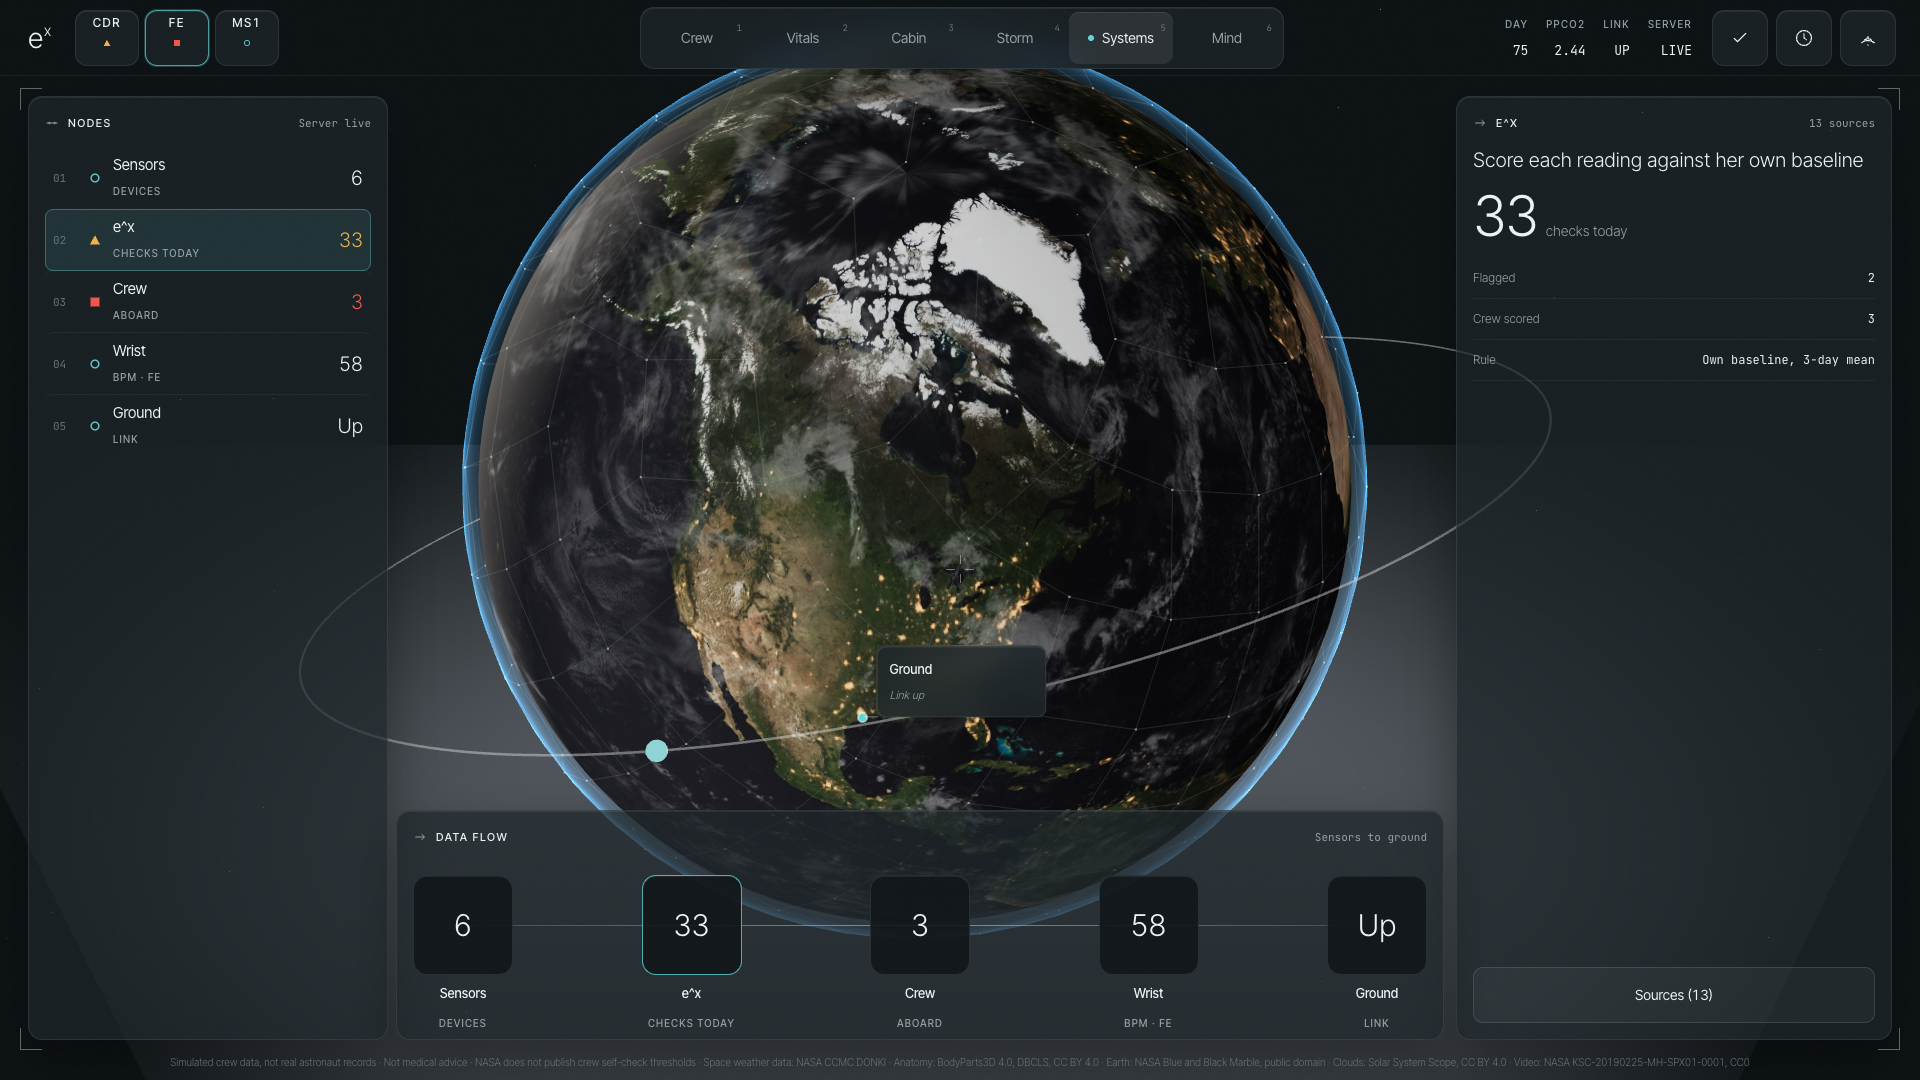 e^x
CDR
FE
MS1
Crew 1
Vitals 2
Cabin 3
Storm 4
Systems 5
Mind 6
DAY PPCO2 LINK SERVER
75 2.44 UP LIVE
NODES Server live
01 Sensors 6
DEVICES
02 e^x 33
CHECKS TODAY
03 Crew 3
ABOARD
04 Wrist 58
BPM · FE
05 Ground Up
LINK
Ground
Link up
E^X 13 sources
Score each reading against her own baseline
33 checks today
Flagged 2
Crew scored 3
Rule Own baseline, 3-day mean
Sources (13)
DATA FLOW Sensors to ground
6 33 3 58 Up
Sensors e^x Crew Wrist Ground
DEVICES CHECKS TODAY ABOARD BPM · FE LINK
Simulated crew data, not real astronaut records · Not medical advice · NASA does not publish crew self-check thresholds · Space weather data: NASA CCMC DONKI · Anatomy: BodyParts3D 4.0, DBCLS, CC BY 4.0 · Earth: NASA Blue and Black Marble, public domain · Clouds: Solar System Scope, CC BY 4.0 · Video: NASA KSC-20190225-MH-SPX01-0001, CC0